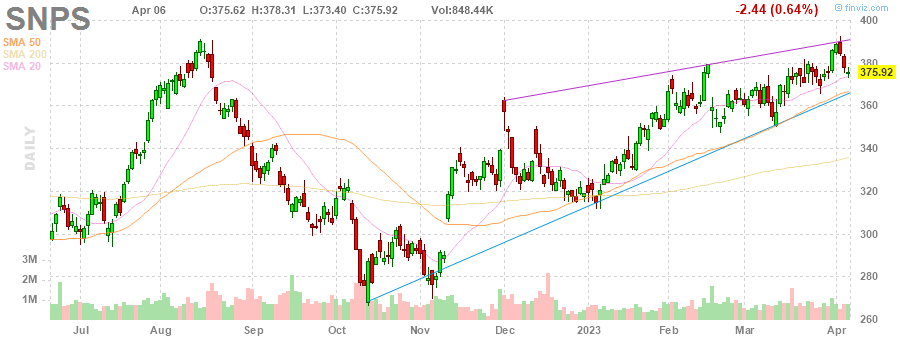 SNPS
Apr 06 O:375.62 H:378.31 L:373.40 C:375.92 Vol:848.44K -2.44 (0.64%)
© finviz.com
SMA 50
SMA 200
SMA 20
DAILY
400
380
375.92
360
340
320
300
280
260
3M
2M
1M
Jul Aug Sep Oct Nov Dec 2023 Feb Mar Apr